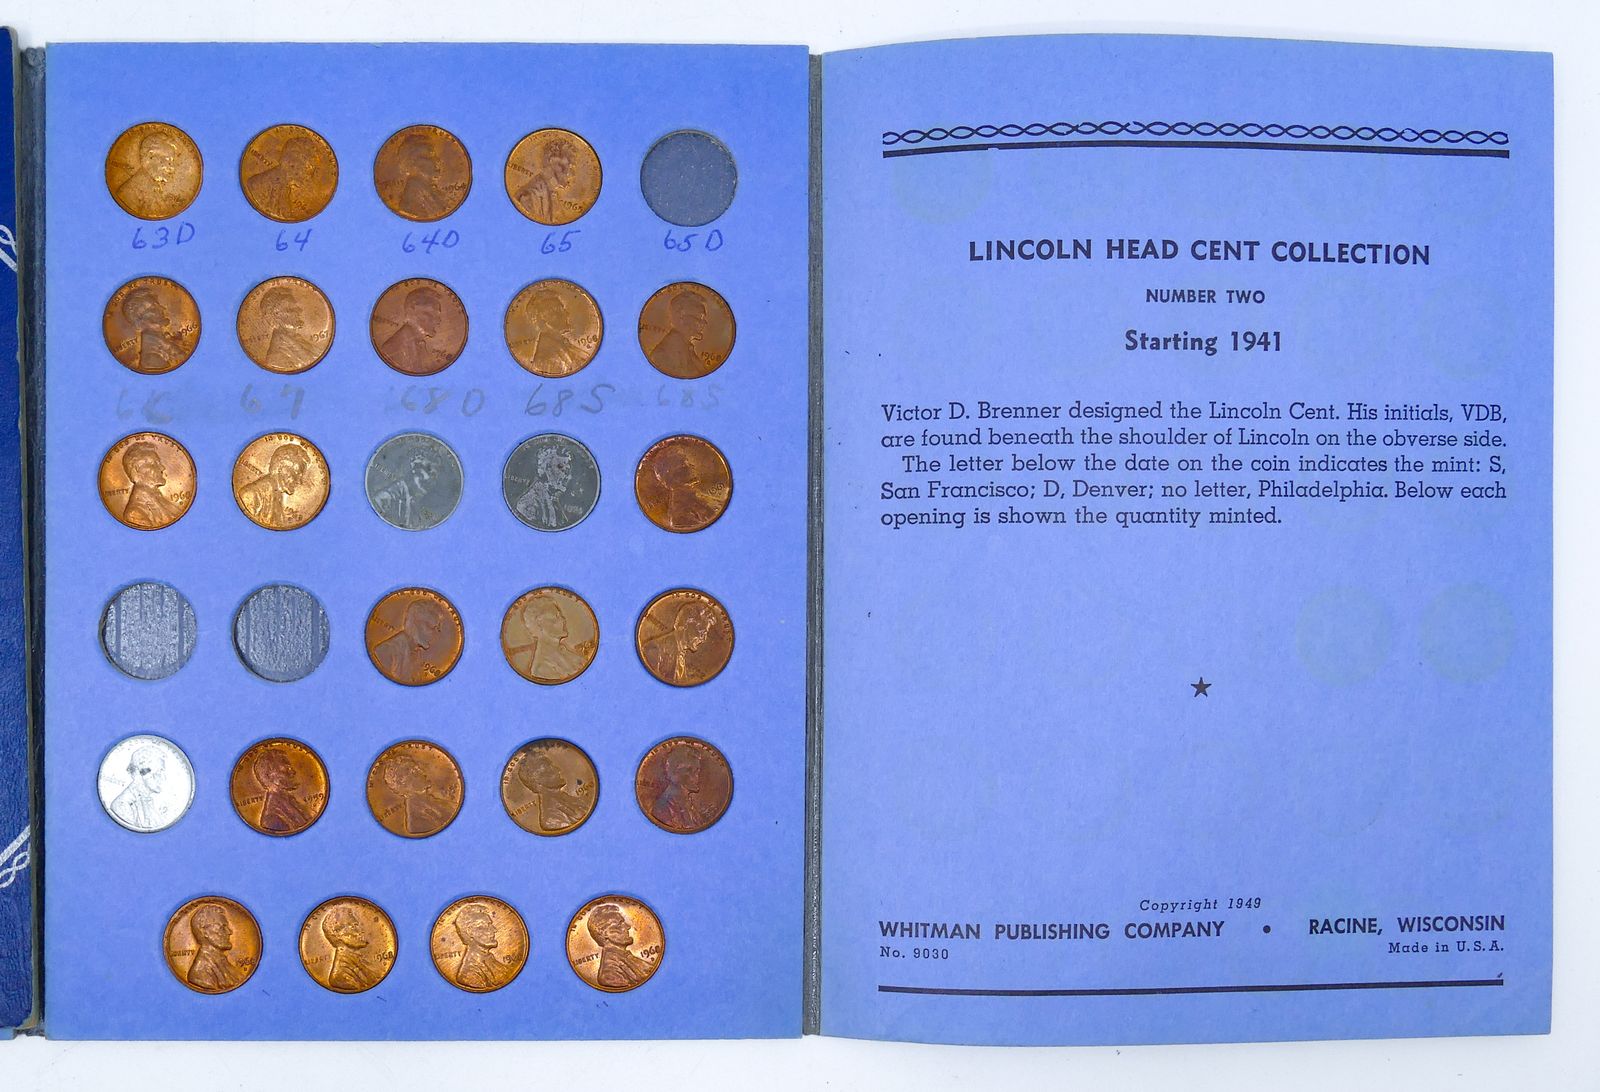 63D 64 64D 65 65D
67 68D 68S 68S
LINCOLN HEAD CENT COLLECTION
NUMBER TWO
Starting 1941
Victor D. Brenner designed the Lincoln Cent. His initials, VDB,
are found beneath the shoulder of Lincoln on the obverse side.
The letter below the date on the coin indicates the mint: S,
San Francisco; D, Denver; no letter, Philadelphia. Below each
opening is shown the quantity minted.
Copyright 1949
WHITMAN PUBLISHING COMPANY • RACINE, WISCONSIN
No. 9030 Made in U.S.A.